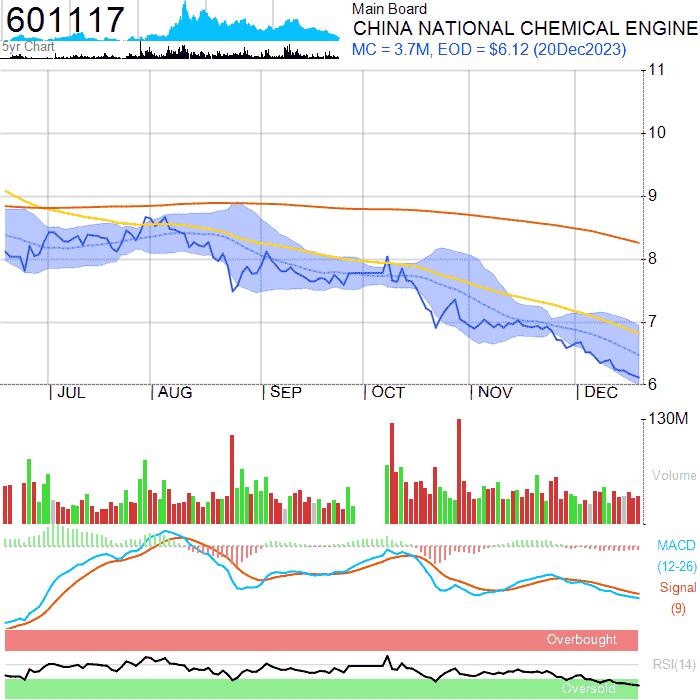 601117
5yr Chart
Main Board
CHINA NATIONAL CHEMICAL ENGINE
MC = 3.7M, EOD = $6.12 (20Dec2023)
11
10
9
8
7
6
JUL AUG SEP OCT NOV DEC
130M
Volume
MACD
(12-26)
Signal
(9)
Overbought
RSI(14)
Oversold